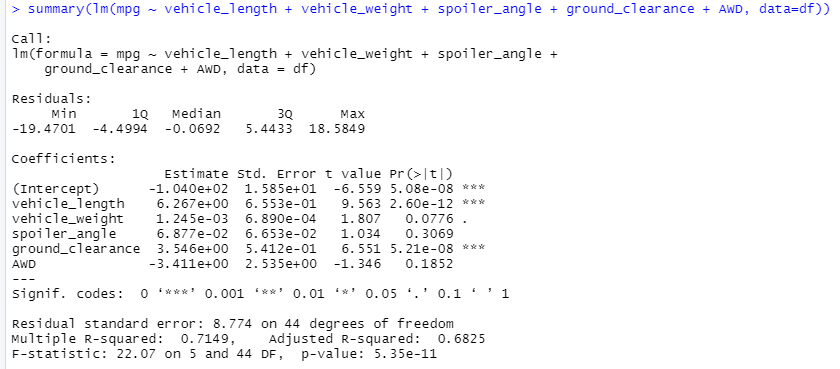 > summary(lm(mpg ~ vehicle_length + vehicle_weight + spoiler_angle + ground_clearance + AWD, data=df))
Call:
lm(formula = mpg ~ vehicle_length + vehicle_weight + spoiler_angle +
    ground_clearance + AWD, data = df)
Residuals:
     Min       1Q   Median       3Q      Max
-19.4701  -4.4994  -0.0692   5.4433  18.5849
Coefficients:
                   Estimate Std. Error t value Pr(>|t|)
(Intercept)      -1.040e+02  1.585e+01  -6.559 5.08e-08 ***
vehicle_length    6.267e+00  6.553e-01   9.563 2.60e-12 ***
vehicle_weight    1.245e-03  6.890e-04   1.807   0.0776 .
spoiler_angle     6.877e-02  6.653e-02   1.034   0.3069
ground_clearance  3.546e+00  5.412e-01   6.551 5.21e-08 ***
AWD              -3.411e+00  2.535e+00  -1.346   0.1852
---
Signif. codes:  0 ‘***’ 0.001 ‘**’ 0.01 ‘*’ 0.05 ‘.’ 0.1 ‘ ’ 1
Residual standard error: 8.774 on 44 degrees of freedom
Multiple R-squared:  0.7149,	Adjusted R-squared:  0.6825
F-statistic: 22.07 on 5 and 44 DF,  p-value: 5.35e-11